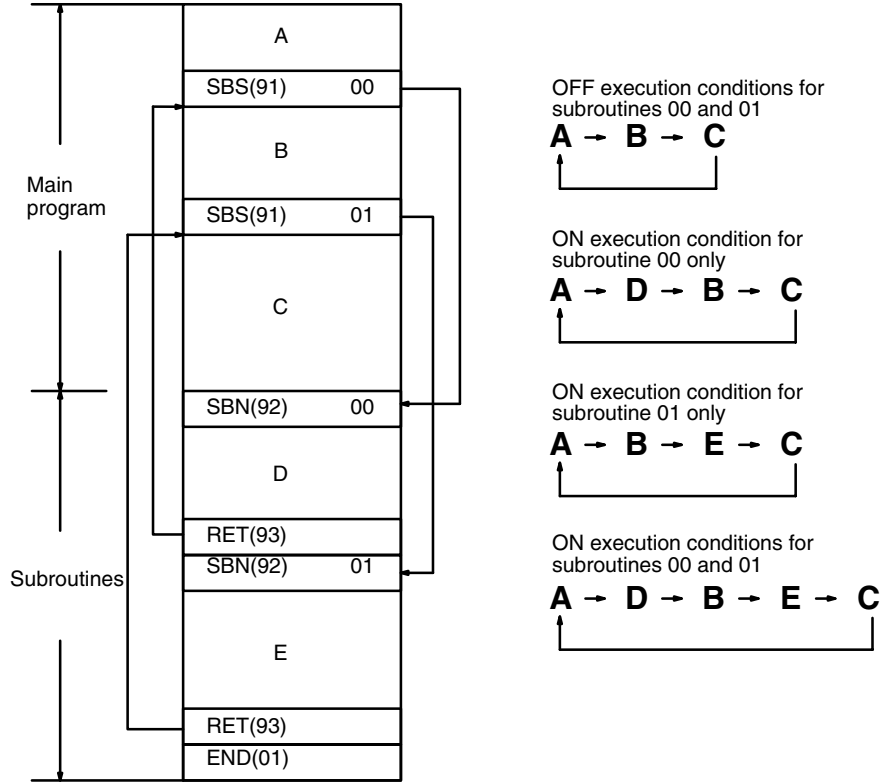 A
SBS(91) 00
B
Main
program
SBS(91) 01
C
SBN(92) 00
D
RET(93)
SBN(92) 01
Subroutines
E
RET(93)
END(01)
OFF execution conditions for
subroutines 00 and 01
A → B → C
ON execution condition for
subroutine 00 only
A → D → B → C
ON execution condition for
subroutine 01 only
A → B → E → C
ON execution conditions for
subroutines 00 and 01
A → D → B → E → C